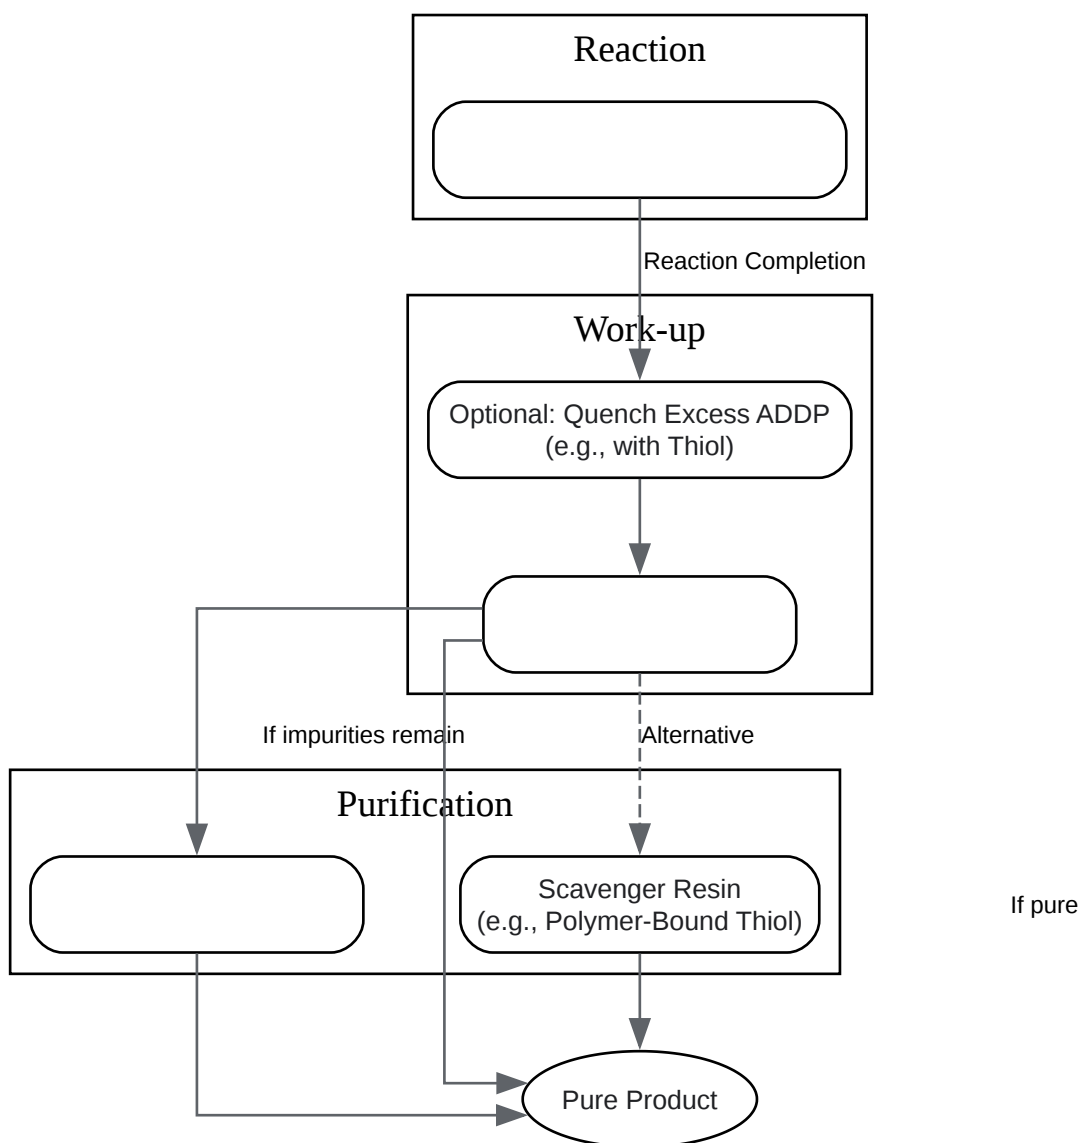 Reaction
Reaction Completion
Work-up
Optional: Quench Excess ADDP
(e.g., with Thiol)
If impurities remain
Alternative
Purification
Scavenger Resin
(e.g., Polymer-Bound Thiol)
If pure
Pure Product